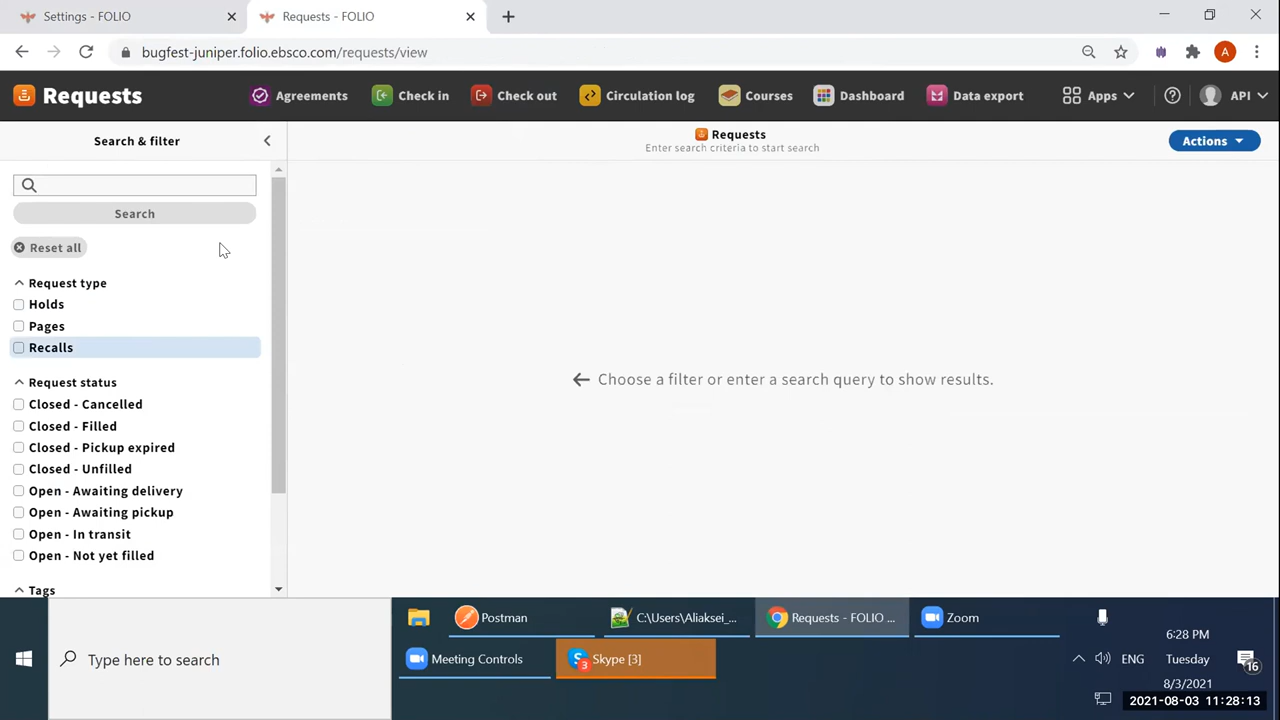 Settings - FOLIO
Requests - FOLIO
bugfest-juniper.folio.ebsco.com/requests/view
A
Requests
Agreements
Check in
Check out
Circulation log
Courses
Dashboard
Data export
Apps
API
Search & filter
Requests
Enter search criteria to start search
Actions
Search
Reset all
Request type
Holds
Pages
Recalls
Choose a filter or enter a search query to show results.
Request status
Closed - Cancelled
Closed - Filled
Closed - Pickup expired
Closed - Unfilled
Open - Awaiting delivery
Open - Awaiting pickup
Open - In transit
Open - Not yet filled
Tags
Postman
C:\Users\Aliaksei_...
Requests - FOLIO ...
Zoom
6:28 PM
Type here to search
Meeting Controls
Skype [3]
3
ENG
Tuesday
16
8/3/2021
2021-08-03 11:28:13